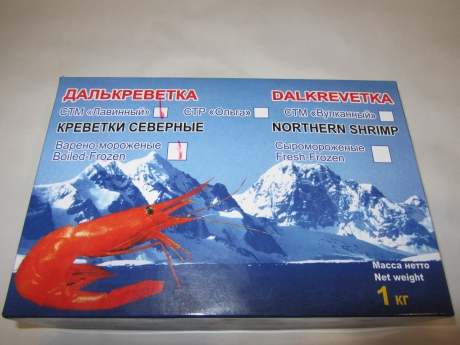 ДАЛЬКРЕВЕТКА DALKREVETKA
СТМ «Лавинный» СТР «Ольга» СТМ «Вулканный»
КРЕВЕТКИ СЕВЕРНЫЕ NORTHERN SHRIMP
Варено-мороженые Сыромороженые
Boiled-Frozen Fresh-Frozen
Масса нетто
Net weight
1 кг